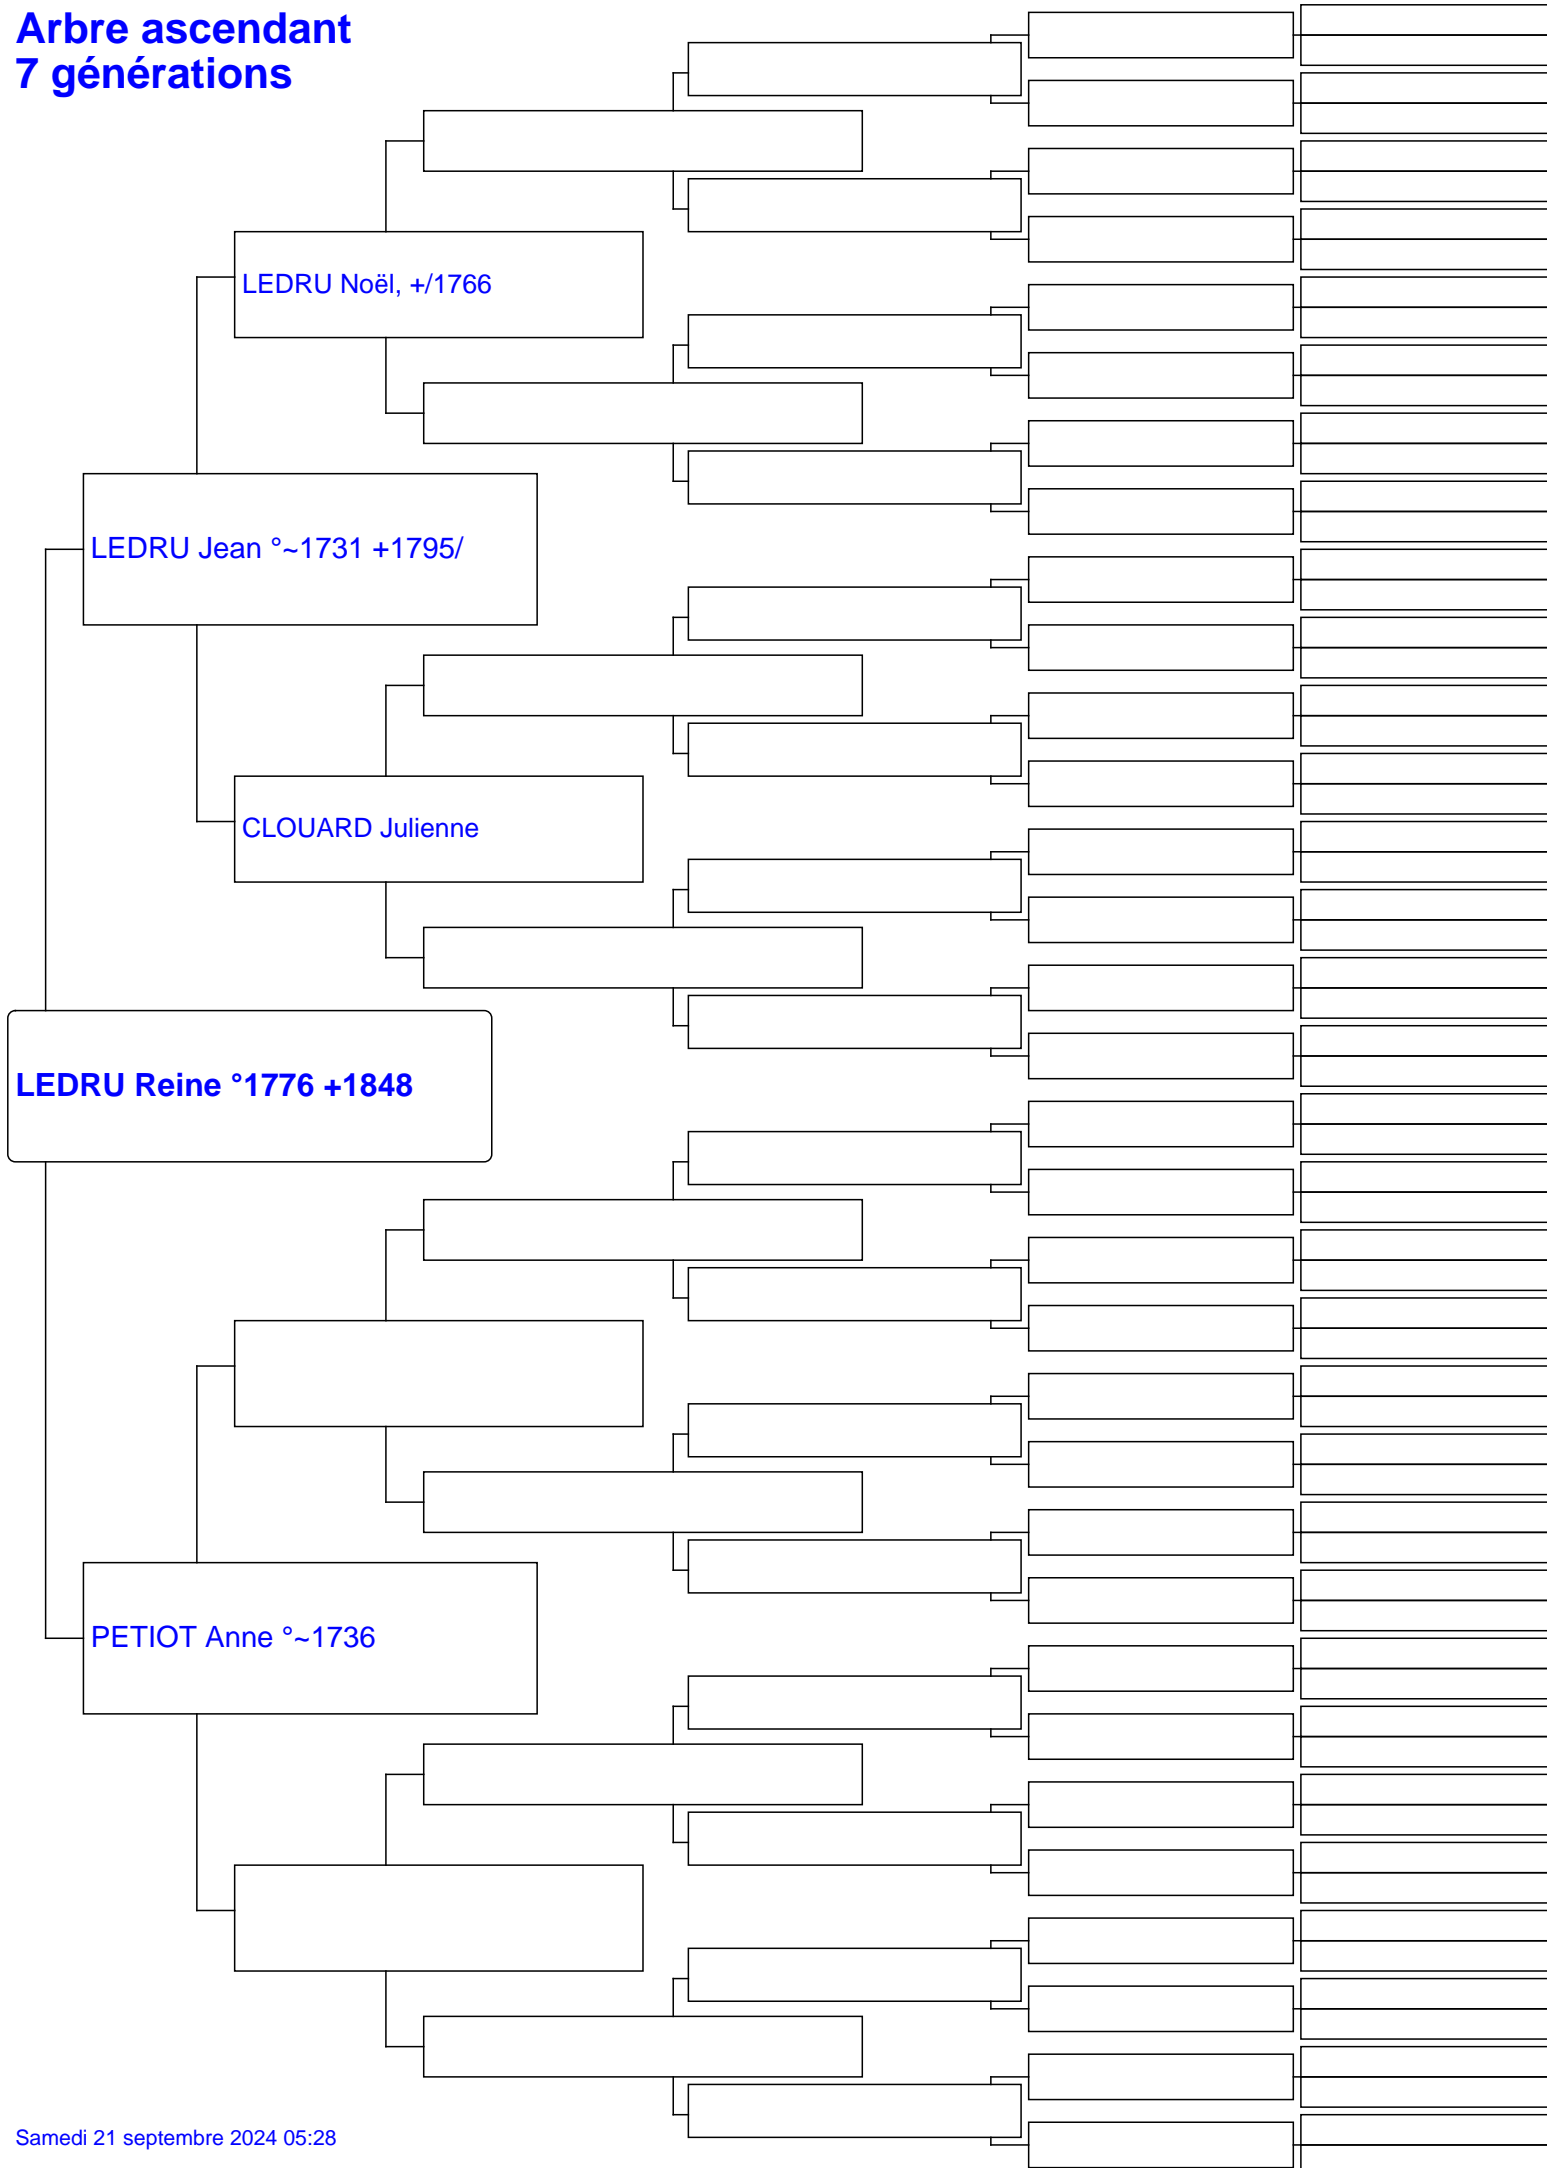 Arbre ascendant
7 générations
LEDRU Noël, +/1766
LEDRU Jean °~1731 +1795/
CLOUARD Julienne
LEDRU Reine °1776 +1848
PETIOT Anne °~1736
Samedi 21 septembre 2024 05:28